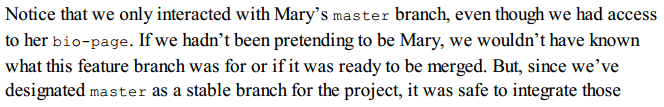 Notice that we only interacted with Mary’s master branch, even though we had access
to her bio-page. If we hadn’t been pretending to be Mary, we wouldn’t have known
what this feature branch was for or if it was ready to be merged. But, since we’ve
designated master as a stable branch for the project, it was safe to integrate those